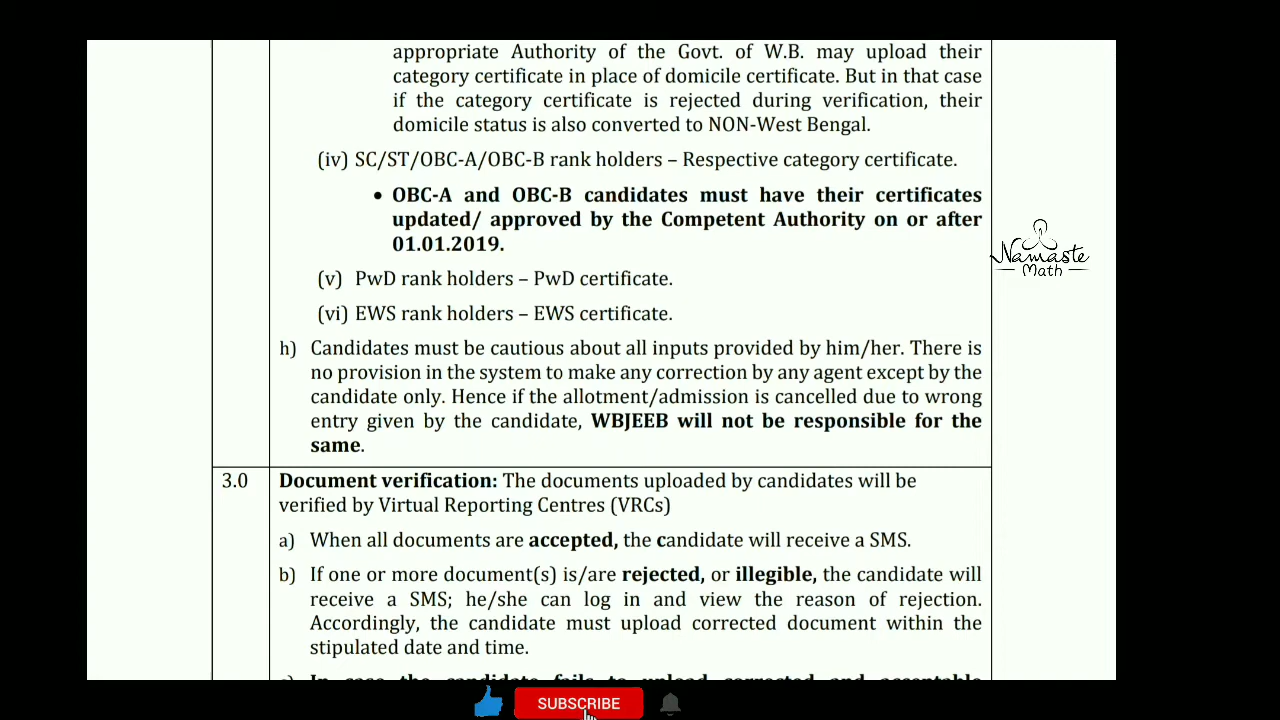 appropriate Authority of the Govt. of W.B. may upload their
category certificate in place of domicile certificate. But in that case
if the category certificate is rejected during verification, their
domicile status is also converted to NON-West Bengal.
(iv) SC/ST/OBC-A/OBC-B rank holders – Respective category certificate.
• OBC-A and OBC-B candidates must have their certificates
updated/ approved by the Competent Authority on or after
01.01.2019.
(v) PwD rank holders – PwD certificate.
(vi) EWS rank holders – EWS certificate.
h) Candidates must be cautious about all inputs provided by him/her. There is
no provision in the system to make any correction by any agent except by the
candidate only. Hence if the allotment/admission is cancelled due to wrong
entry given by the candidate, WBJEEB will not be responsible for the
same.
3.0 Document verification: The documents uploaded by candidates will be
verified by Virtual Reporting Centres (VRCs)
a) When all documents are accepted, the candidate will receive a SMS.
b) If one or more document(s) is/are rejected, or illegible, the candidate will
receive a SMS; he/she can log in and view the reason of rejection.
Accordingly, the candidate must upload corrected document within the
stipulated date and time.
In case the candidate fails to upload corrected and acceptable
Namaste
Math
SUBSCRIBE